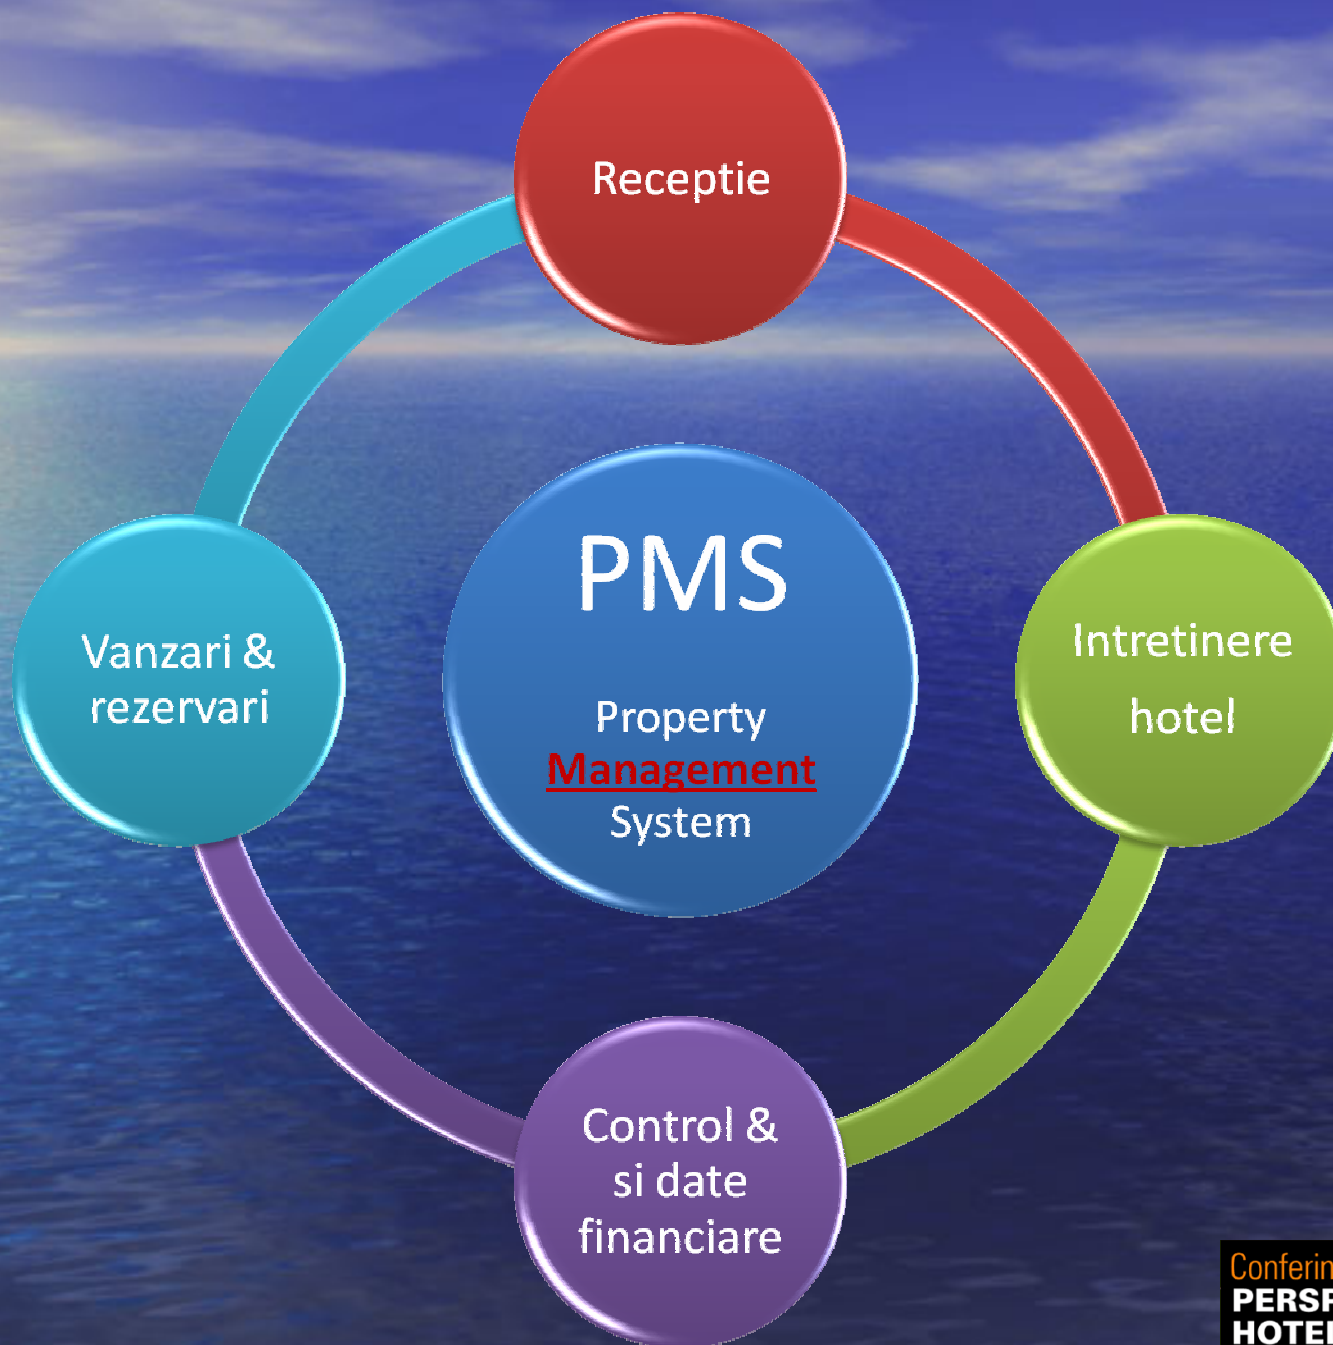 Receptie
Vanzari &
rezervari
PMS
Property
Management
System
Intretinere
hotel
Control &
si date
financiare